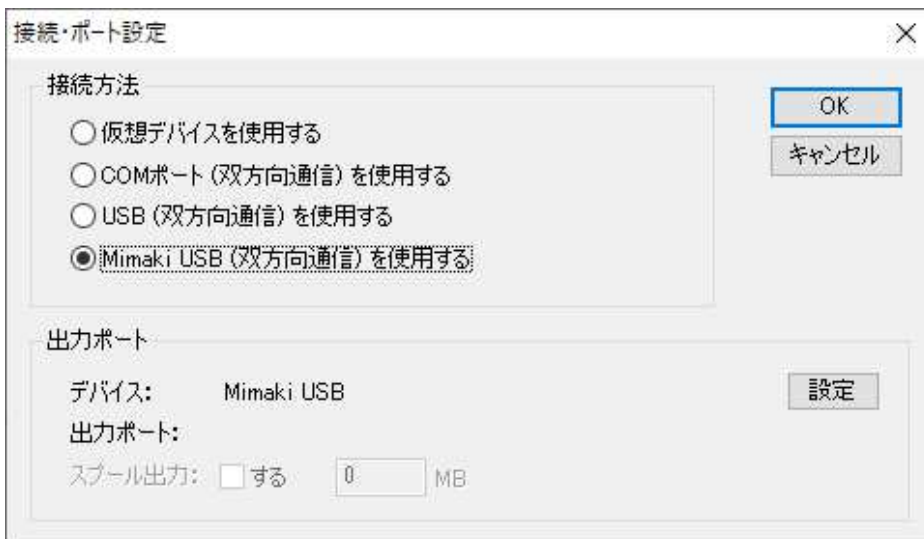 接続・ポート設定
接続方法
仮想デバイスを使用する
COMポート(双方向通信)を使用する
USB(双方向通信)を使用する
Mimaki USB(双方向通信)を使用する
OK
キャンセル
出力ポート
デバイス: Mimaki USB
設定
出力ポート:
スプール出力: する 0 MB